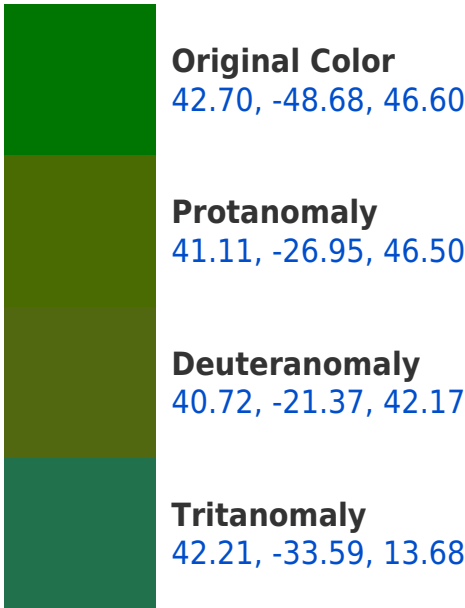 Original Color
42.70, -48.68, 46.60
Protanomaly
41.11, -26.95, 46.50
Deuteranomaly
40.72, -21.37, 42.17
Tritanomaly
42.21, -33.59, 13.68